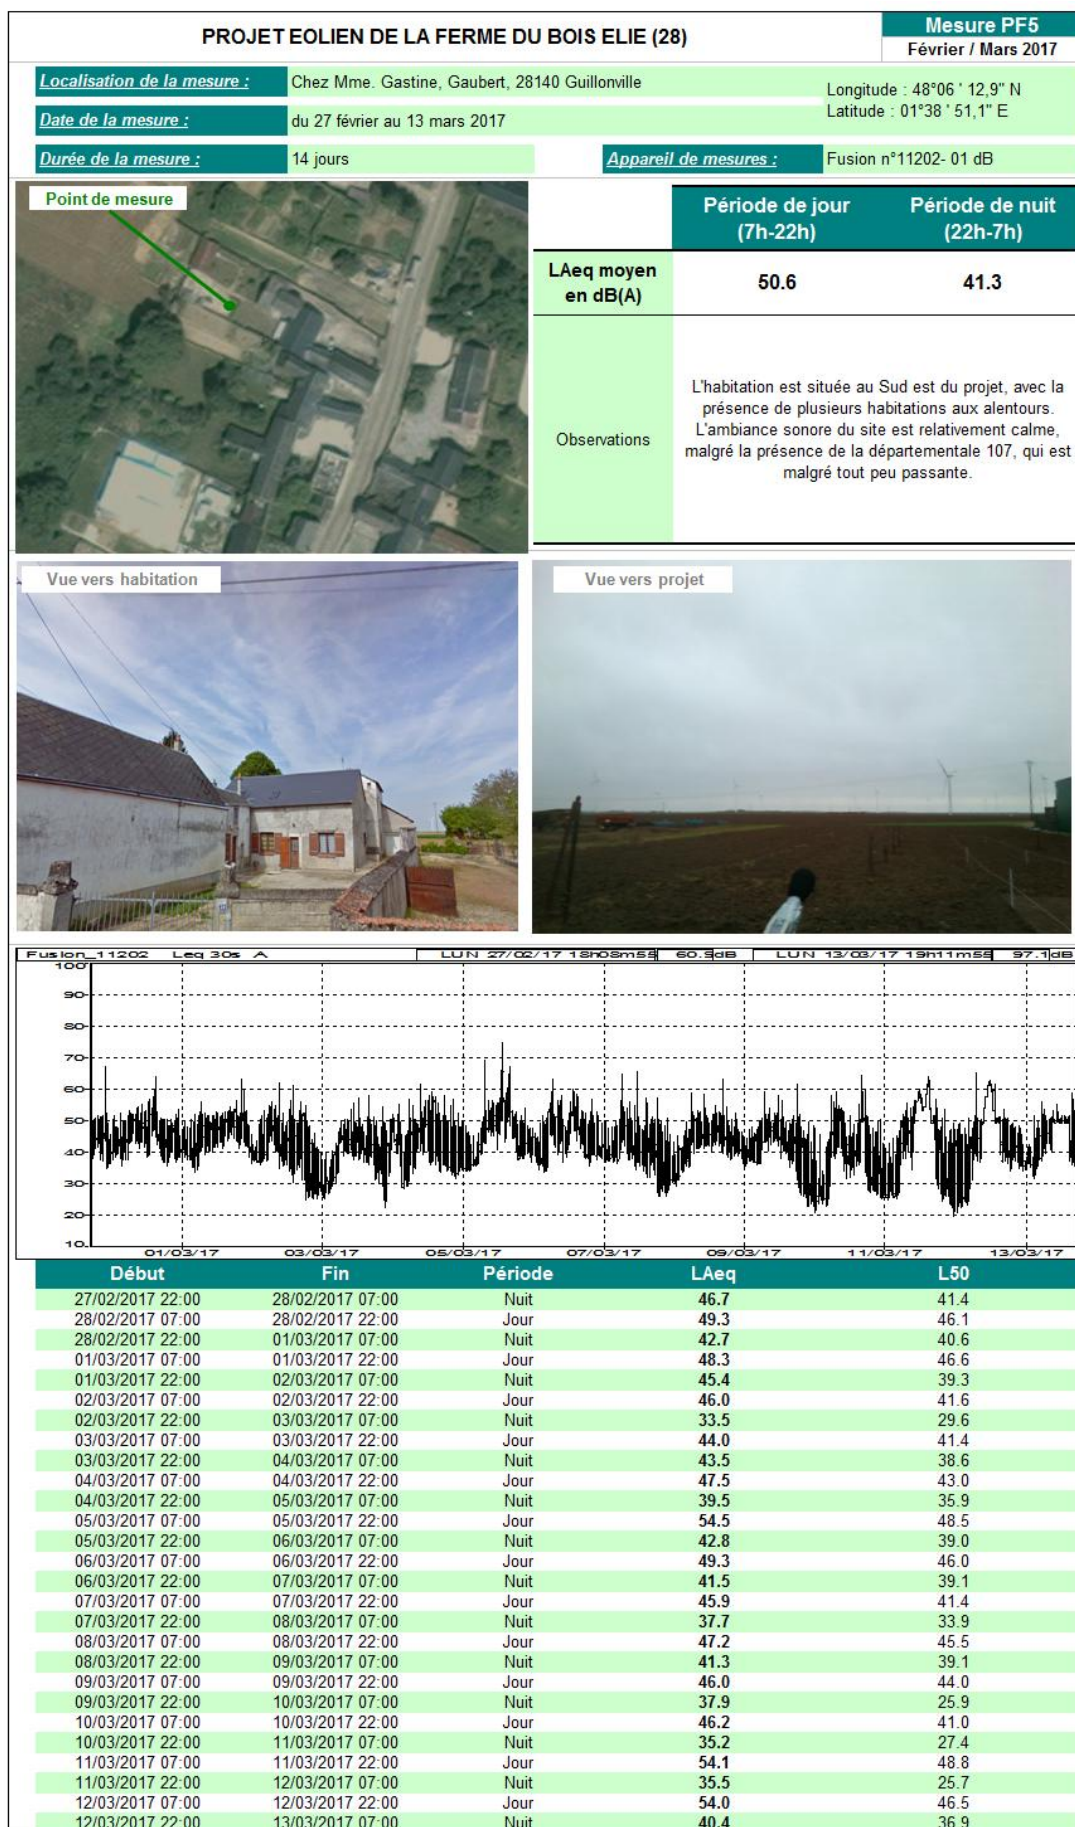 PROJET EOLIEN DE LA FERME DU BOIS ELIE (28)
Mesure PF5
Février / Mars 2017
Localisation de la mesure :
Chez Mme. Gastine, Gaubert, 28140 Guillonville
Longitude : 48°06 ' 12,9" N
Latitude : 01°38 ' 51,1" E
Date de la mesure :
du 27 février au 13 mars 2017
Durée de la mesure :
14 jours
Appareil de mesures :
Fusion n°11202- 01 dB
Point de mesure
Période de jour
(7h-22h)
Période de nuit
(22h-7h)
LAeq moyen
en dB(A)
50.6
41.3
Observations
L'habitation est située au Sud est du projet, avec la
présence de plusieurs habitations aux alentours.
L'ambiance sonore du site est relativement calme,
malgré la présence de la départementale 107, qui est
malgré tout peu passante.
Vue vers habitation
Vue vers projet
Fusion_11202 Leq 30s A LUN 27/02/17 18h08m55 60.9dB LUN 13/03/17 19h11m55 97.1dB
100
90
80
70
60
50
40
30
20
10
01/03/17 03/03/17 05/03/17 07/03/17 09/03/17 11/03/17 13/03/17
Début Fin Période LAeq L50
27/02/2017 22:00 28/02/2017 07:00 Nuit 46.7 41.4
28/02/2017 07:00 28/02/2017 22:00 Jour 49.3 46.1
28/02/2017 22:00 01/03/2017 07:00 Nuit 42.7 40.6
01/03/2017 07:00 01/03/2017 22:00 Jour 48.3 46.6
01/03/2017 22:00 02/03/2017 07:00 Nuit 45.4 39.3
02/03/2017 07:00 02/03/2017 22:00 Jour 46.0 41.6
02/03/2017 22:00 03/03/2017 07:00 Nuit 33.5 29.6
03/03/2017 07:00 03/03/2017 22:00 Jour 44.0 41.4
03/03/2017 22:00 04/03/2017 07:00 Nuit 43.5 38.6
04/03/2017 07:00 04/03/2017 22:00 Jour 47.5 43.0
04/03/2017 22:00 05/03/2017 07:00 Nuit 39.5 35.9
05/03/2017 07:00 05/03/2017 22:00 Jour 54.5 48.5
05/03/2017 22:00 06/03/2017 07:00 Nuit 42.8 39.0
06/03/2017 07:00 06/03/2017 22:00 Jour 49.3 46.0
06/03/2017 22:00 07/03/2017 07:00 Nuit 41.5 39.1
07/03/2017 07:00 07/03/2017 22:00 Jour 45.9 41.4
07/03/2017 22:00 08/03/2017 07:00 Nuit 37.7 33.9
08/03/2017 07:00 08/03/2017 22:00 Jour 47.2 45.5
08/03/2017 22:00 09/03/2017 07:00 Nuit 41.3 39.1
09/03/2017 07:00 09/03/2017 22:00 Jour 46.0 44.0
09/03/2017 22:00 10/03/2017 07:00 Nuit 37.9 25.9
10/03/2017 07:00 10/03/2017 22:00 Jour 46.2 41.0
10/03/2017 22:00 11/03/2017 07:00 Nuit 35.2 27.4
11/03/2017 07:00 11/03/2017 22:00 Jour 54.1 48.8
11/03/2017 22:00 12/03/2017 07:00 Nuit 35.5 25.7
12/03/2017 07:00 12/03/2017 22:00 Jour 54.0 46.5
12/03/2017 22:00 13/03/2017 07:00 Nuit 40.4 36.9